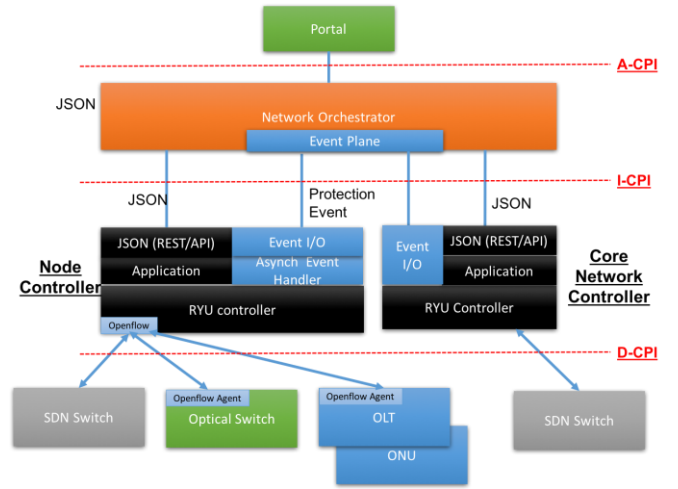 Portal
A-CPI
JSON
Network Orchestrator
Event Plane
I-CPI
JSON
Protection
Event
JSON
JSON (REST/API)
Event I/O
Application
Asynch Event
Handler
RYU controller
Openflow
Node
Controller
Event
I/O
JSON (REST/API)
Application
RYU Controller
Core
Network
Controller
D-CPI
SDN Switch
Openflow Agent
Optical Switch
Openflow Agent
OLT
ONU
SDN Switch